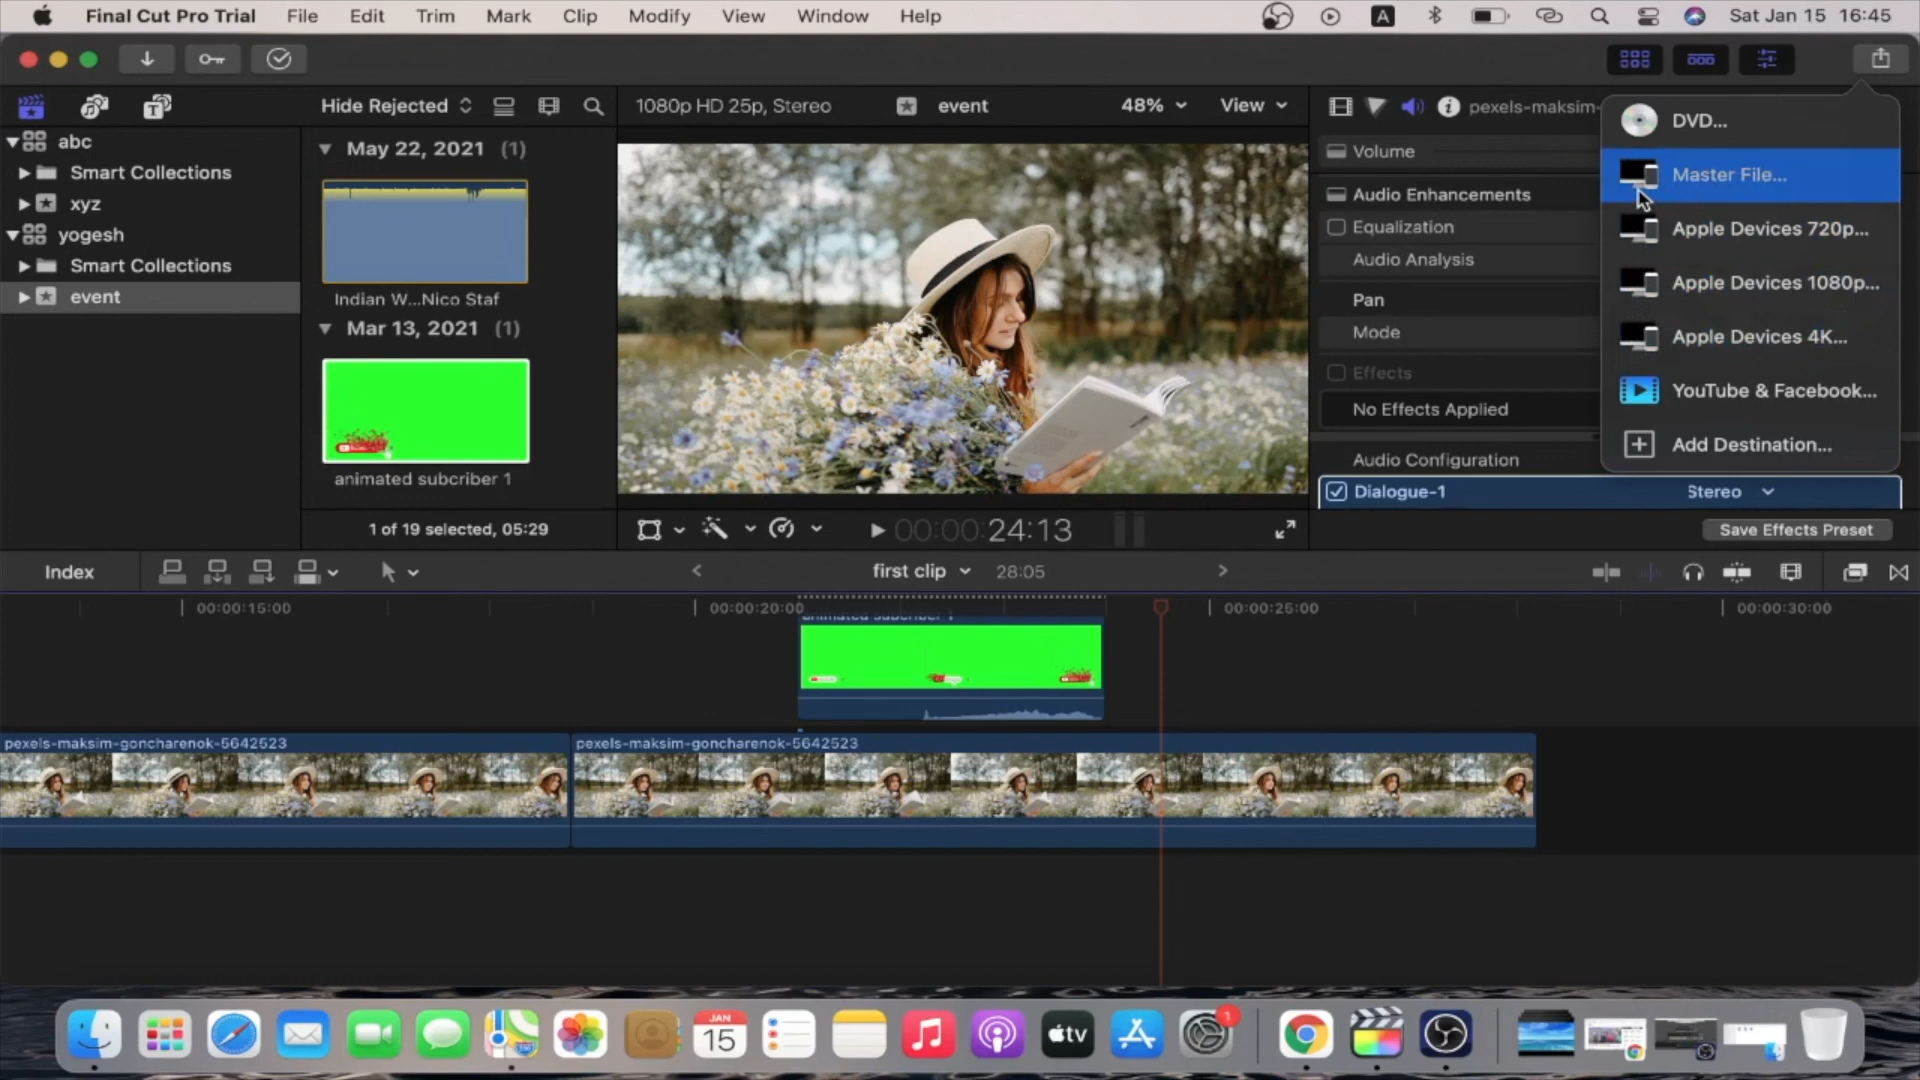 Final Cut Pro Trial File Edit Trim Mark Clip Modify View Window Help A Sat Jan 15 16:45
Hide Rejected
1080p HD 25p, Stereo event 48% View
pexels-maksim-
abc
Smart Collections
xyz
yogesh
Smart Collections
event
May 22, 2021 (1)
Indian W...Nico Staf
Mar 13, 2021 (1)
animated subcriber 1
1 of 19 selected, 05:29
00:00:24:13
Volume
Audio Enhancements
Equalization
Audio Analysis
Pan
Mode
Effects
No Effects Applied
Audio Configuration
Dialogue-1 Stereo
Save Effects Preset
DVD...
Master File...
Apple Devices 720p...
Apple Devices 1080p...
Apple Devices 4K...
YouTube & Facebook...
Add Destination...
Index first clip 28:05
00:00:15:00 00:00:20:00 00:00:25:00 00:00:30:00
animated subcriber 1
pexels-maksim-goncharenok-5642523 pexels-maksim-goncharenok-5642523
JAN
15
tv
1